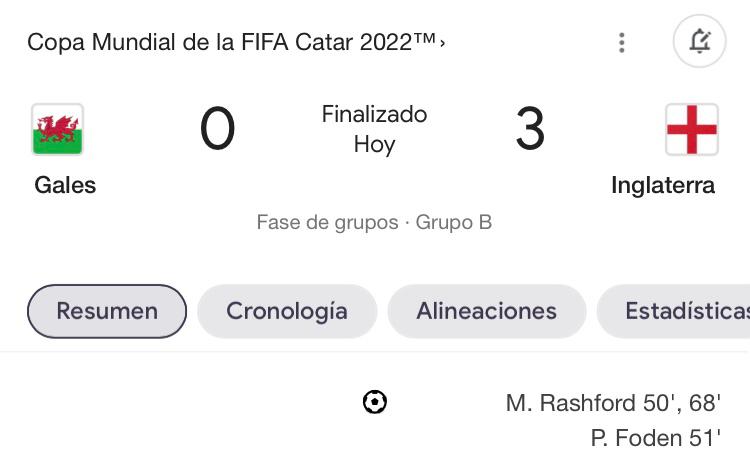 Copa Mundial de la FIFA Catar 2022™ ›
0 Finalizado 3
Hoy
Gales Inglaterra
Fase de grupos · Grupo B
Resumen Cronología Alineaciones Estadísticas
M. Rashford 50', 68'
P. Foden 51'